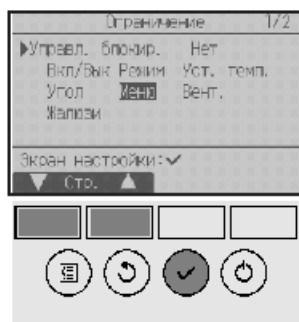 Ограничение 1/2
▶Управл. блокир. Нет
Вкл/Вык Режим Уст. темп.
Угол Меню Вент.
Жалюзи
Экран настройки:✓
▼ Стр. ▲